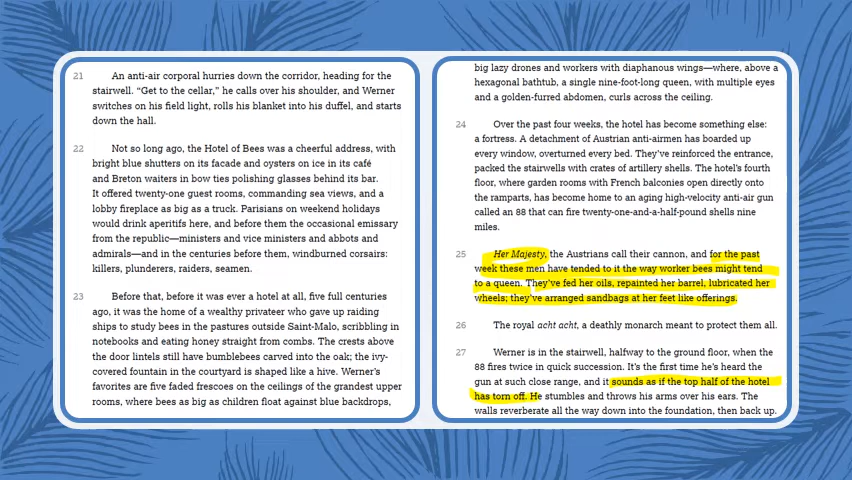 21 An anti-air corporal hurries down the corridor, heading for the
stairwell. “Get to the cellar,” he calls over his shoulder, and Werner
switches on his field light, rolls his blanket into his duffel, and starts
down the hall.
22 Not so long ago, the Hotel of Bees was a cheerful address, with
bright blue shutters on its facade and oysters on ice in its café
and Breton waiters in bow ties polishing glasses behind its bar.
It offered twenty-one guest rooms, commanding sea views, and a
lobby fireplace as big as a truck. Parisians on weekend holidays
would drink aperitifs here, and before them the occasional emissary
from the republic—ministers and vice ministers and abbots and
admirals—and in the centuries before them, windburned corsairs:
killers, plunderers, raiders, seamen.
23 Before that, before it was ever a hotel at all, five full centuries
ago, it was the home of a wealthy privateer who gave up raiding
ships to study bees in the pastures outside Saint-Malo, scribbling in
notebooks and eating honey straight from combs. The crests above
the door lintels still have bumblebees carved into the oak; the ivy-
covered fountain in the courtyard is shaped like a hive. Werner’s
favorites are five faded frescoes on the ceilings of the grandest upper
rooms, where bees as big as children float against blue backdrops,
big lazy drones and workers with diaphanous wings—where, above a
hexagonal bathtub, a single nine-foot-long queen, with multiple eyes
and a golden-furred abdomen, curls across the ceiling.
24 Over the past four weeks, the hotel has become something else:
a fortress. A detachment of Austrian anti-airmen has boarded up
every window, overturned every bed. They’ve reinforced the entrance,
packed the stairwells with crates of artillery shells. The hotel’s fourth
floor, where garden rooms with French balconies open directly onto
the ramparts, has become home to an aging high-velocity anti-air gun
called an 88 that can fire twenty-one-and-a-half-pound shells nine
miles.
25 Her Majesty, the Austrians call their cannon, and for the past
week these men have tended to it the way worker bees might tend
to a queen. They’ve fed her oils, repainted her barrel, lubricated her
wheels; they’ve arranged sandbags at her feet like offerings.
26 The royal acht acht, a deadly monarch meant to protect them all.
27 Werner is in the stairwell, halfway to the ground floor, when the
88 fires twice in quick succession. It’s the first time he’s heard the
gun at such close range, and it sounds as if the top half of the hotel
has torn off. He stumbles and throws his arms over his ears. The
walls reverberate all the way down into the foundation, then back up.